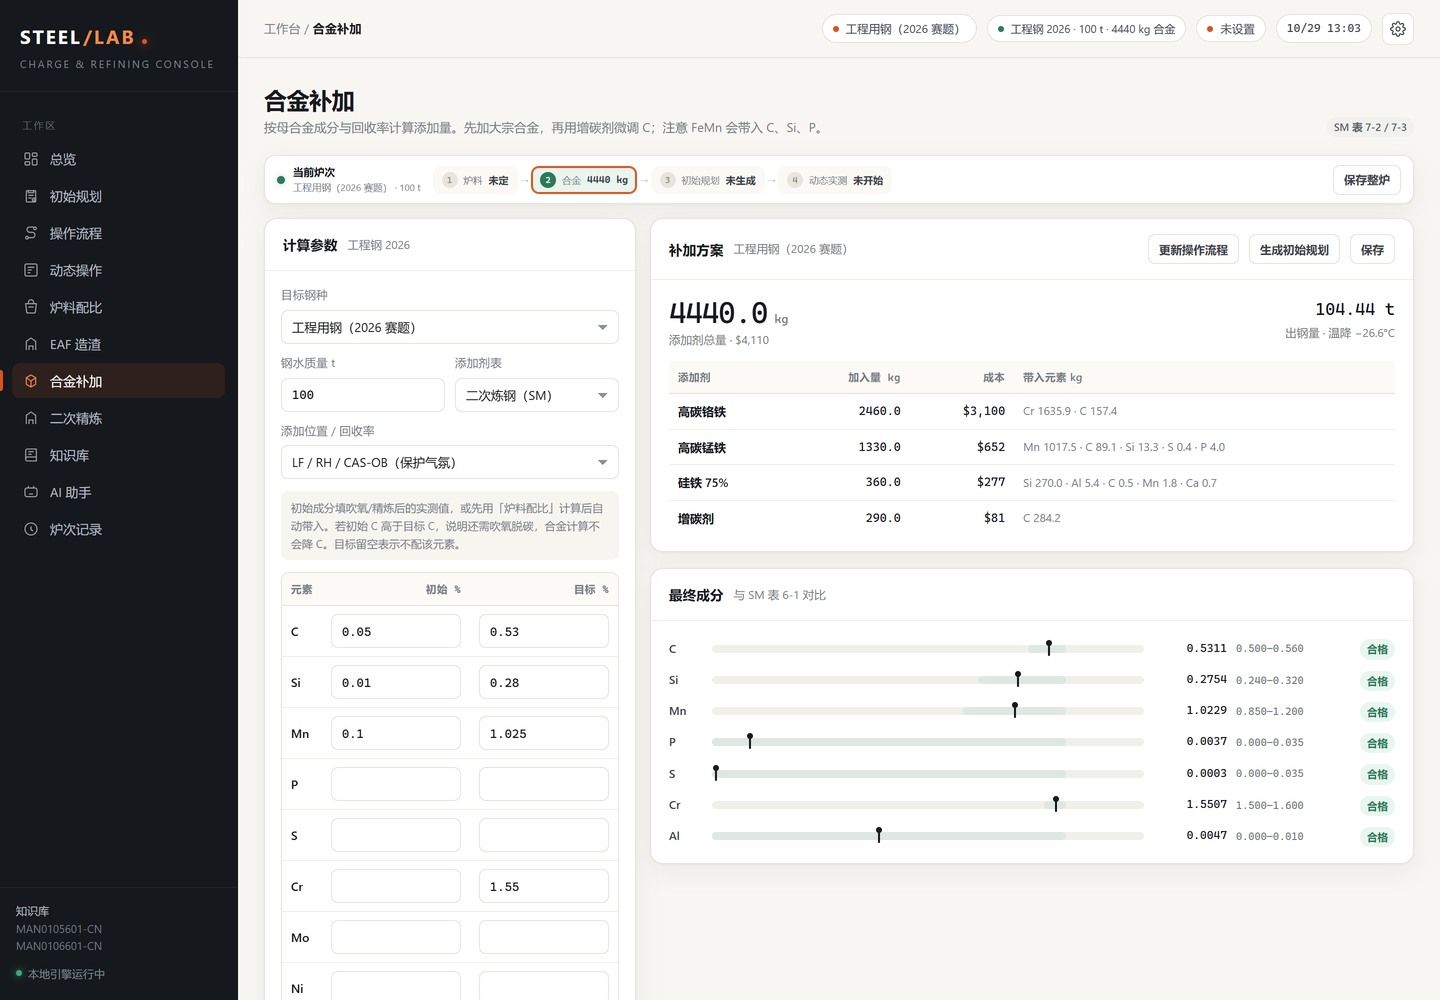 STEEL/LAB.
CHARGE & REFINING CONSOLE
工作区
总览
初始规划
操作流程
动态操作
炉料配比
EAF 造渣
合金补加
二次精炼
知识库
AI 助手
炉次记录
知识库
MAN0105601-CN
MAN0106601-CN
本地引擎运行中
工作台 / 合金补加
工程用钢（2026 赛题）
工程钢 2026 · 100 t · 4440 kg 合金
未设置
10/29 13:03
合金补加
按母合金成分与回收率计算添加量。先加大宗合金，再用增碳剂微调 C；注意 FeMn 会带入 C、Si、P。
SM 表 7-2 / 7-3
当前炉次
工程用钢（2026 赛题） · 100 t
1 炉料 未定 →
2 合金 4440 kg →
3 初始规划 未生成 →
4 动态实测 未开始
保存整炉
计算参数 工程钢 2026
目标钢种
工程用钢（2026 赛题）
钢水质量 t 添加剂表
100 二次炼钢（SM）
添加位置 / 回收率
LF / RH / CAS-OB（保护气氛）
初始成分填吹氧/精炼后的实测值，或先用「炉料配比」计算后自
动带入。若初始 C 高于目标 C，说明还需吹氧脱碳，合金计算不
会降 C。目标留空表示不配该元素。
元素 初始 % 目标 %
C 0.05 0.53
Si 0.01 0.28
Mn 0.1 1.025
P
S
Cr 1.55
Mo
Ni
补加方案 工程用钢（2026 赛题）
更新操作流程
生成初始规划
保存
4440.0 kg
添加剂总量 · $4,110
104.44 t
出钢量 · 温降 −26.6°C
添加剂 加入量 kg 成本 带入元素 kg
高碳铬铁 2460.0 $3,100 Cr 1635.9 · C 157.4
高碳锰铁 1330.0 $652 Mn 1017.5 · C 89.1 · Si 13.3 · S 0.4 · P 4.0
硅铁 75% 360.0 $277 Si 270.0 · Al 5.4 · C 0.5 · Mn 1.8 · Ca 0.7
增碳剂 290.0 $81 C 284.2
最终成分 与 SM 表 6-1 对比
C 0.5311 0.500–0.560 合格
Si 0.2754 0.240–0.320 合格
Mn 1.0229 0.850–1.200 合格
P 0.0037 0.000–0.035 合格
S 0.0003 0.000–0.035 合格
Cr 1.5507 1.500–1.600 合格
Al 0.0047 0.000–0.010 合格